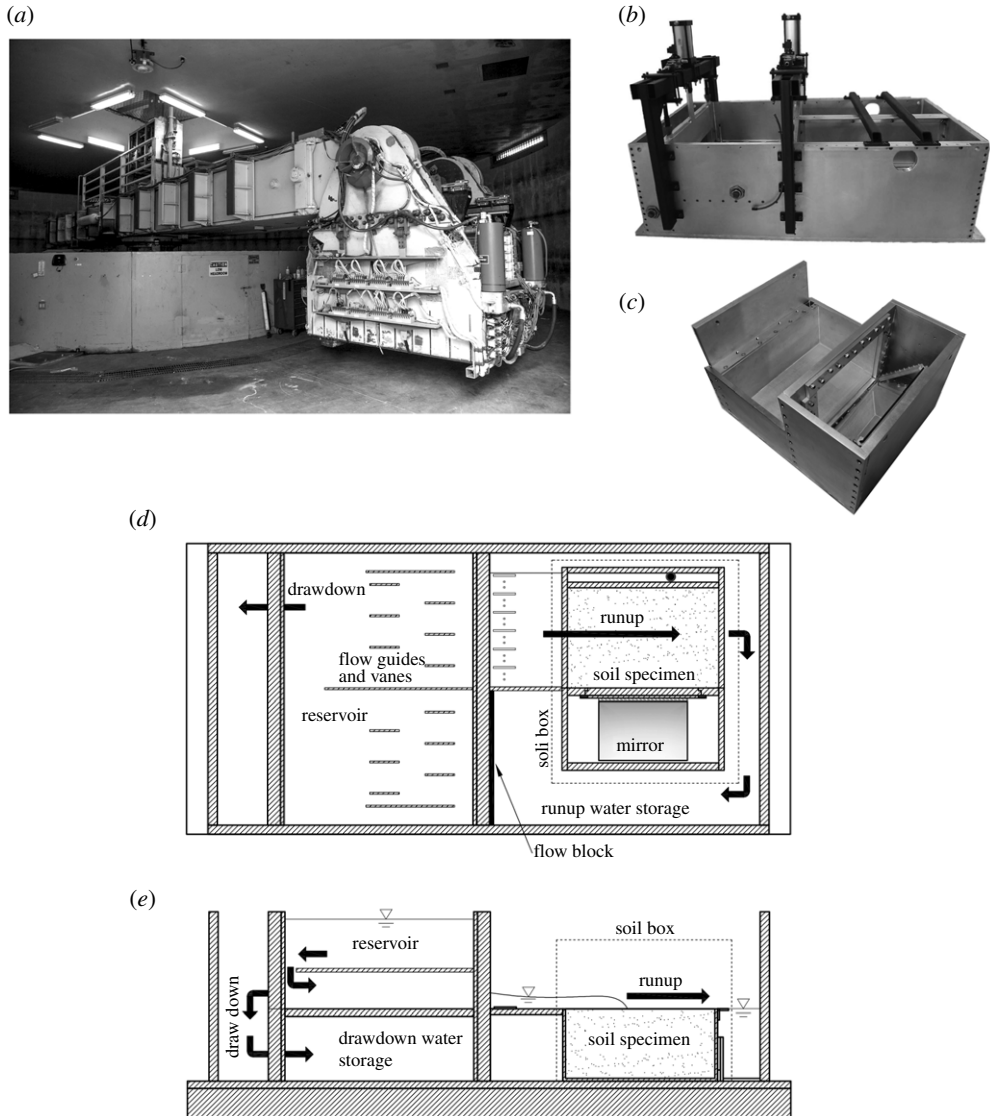 (a)
(b)
CAUTION
(c)
(d)
drawdown
flow guides
and vanes
reservoir
runup
soil specimen
soli box
mirror
runup water storage
flow block
(e)
reservoir
draw down
drawdown water
storage
soil box
runup
soil specimen